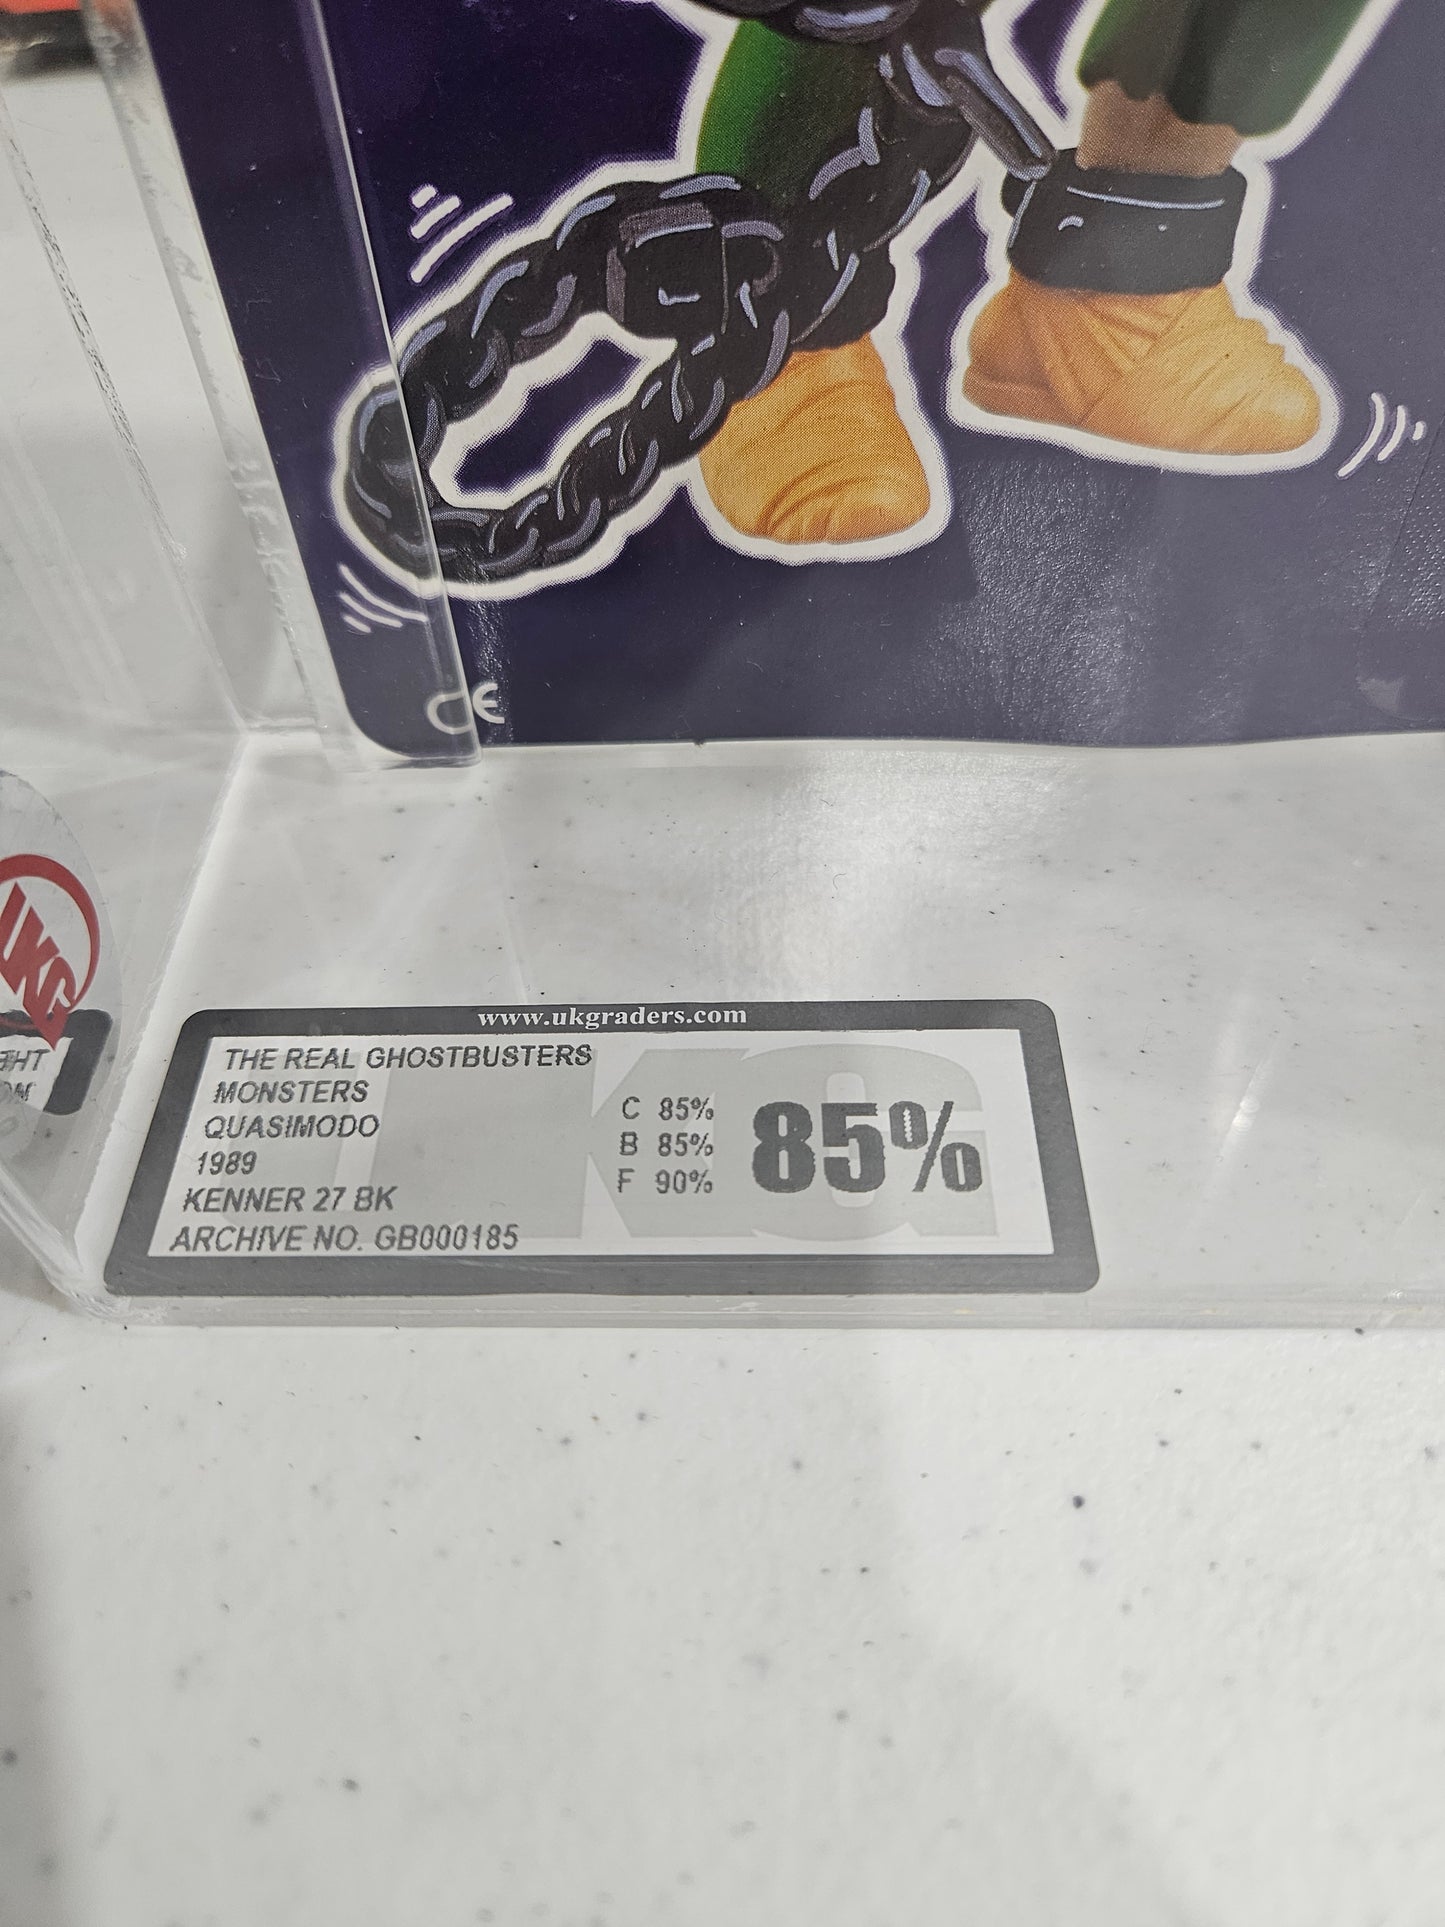 CE
UKG
www.ukgraders.com
THE REAL GHOSTBUSTERS
MONSTERS
QUASIMODO
1989
KENNER 27 BK
ARCHIVE NO. GB000185
C 85%
B 85%
F 90%
85%